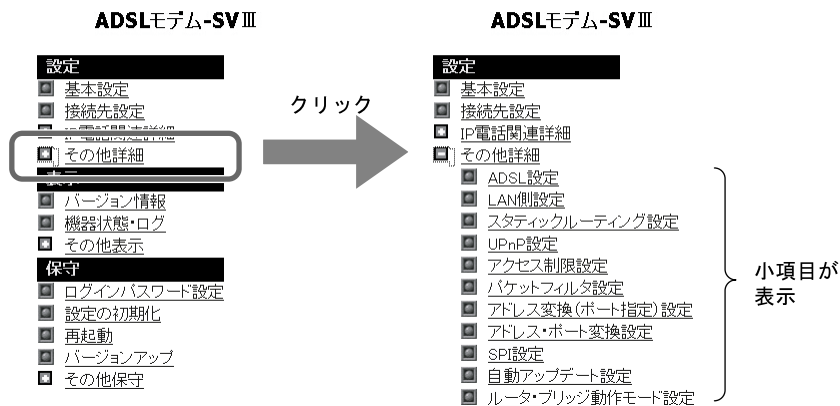 ADSLモデム-SVⅢ
設定
基本設定
接続先設定
IP電話関連詳細
その他詳細
表示
バージョン情報
機器状態・ログ
その他表示
保守
ログインパスワード設定
設定の初期化
再起動
バージョンアップ
その他保守
クリック
ADSLモデム-SVⅢ
設定
基本設定
接続先設定
IP電話関連詳細
その他詳細
ADSL設定
LAN側設定
スタティックルーティング設定
UPnP設定
アクセス制限設定
パケットフィルタ設定
アドレス変換(ポート指定)設定
アドレス・ポート変換設定
SPI設定
自動アップデート設定
ルータ・ブリッジ動作モード設定
小項目が
表示